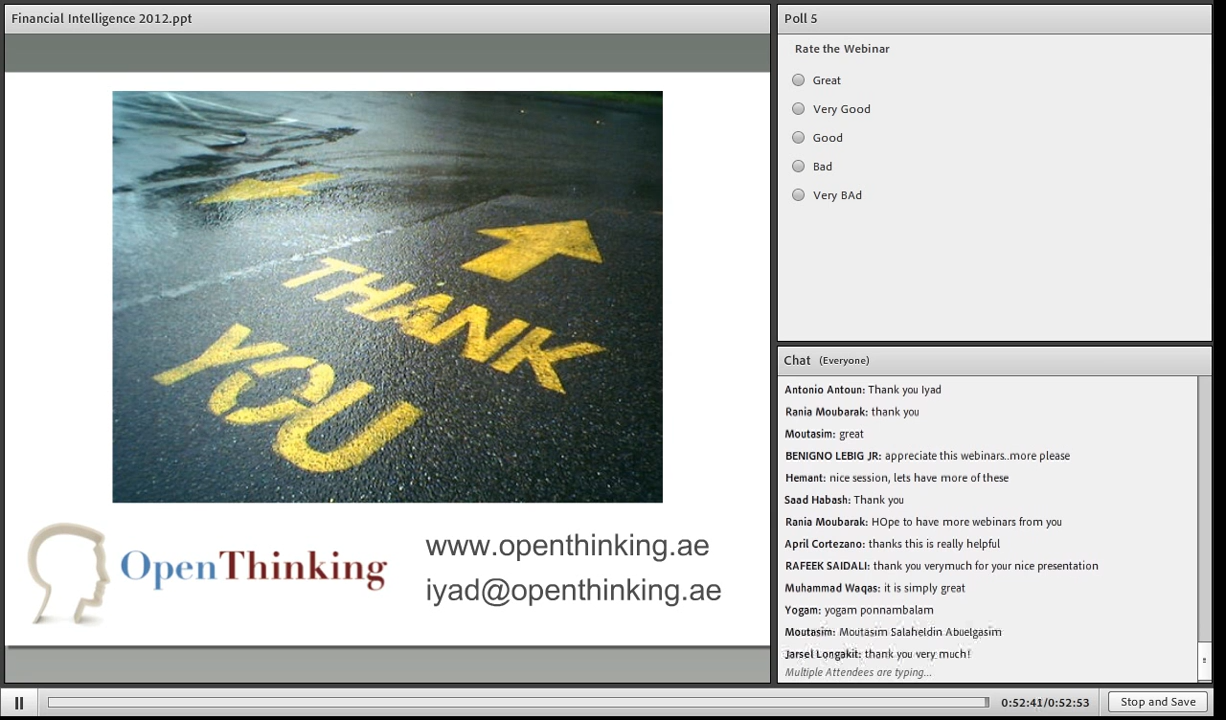 Financial Intelligence 2012.ppt
THANK
YOU
OpenThinking
www.openthinking.ae
iyad@openthinking.ae
Poll 5
Rate the Webinar
Great
Very Good
Good
Bad
Very BAd
Chat (Everyone)
Antonio Antoun: Thank you Iyad
Rania Moubarak: thank you
Moutasim: great
BENIGNO LEBIG JR: appreciate this webinars..more please
Hemant: nice session, lets have more of these
Saad Habash: Thank you
Rania Moubarak: HOpe to have more webinars from you
April Cortezano: thanks this is really helpful
RAFEEK SAIDALI: thank you verymuch for your nice presentation
Muhammad Waqas: it is simply great
Yogam: yogam ponnambalam
Moutasim: Moutasim Salaheldin Abuelgasim
Jarsel Longakit: thank you very much!
Multiple Attendees are typing...
0:52:41/0:52:53
Stop and Save